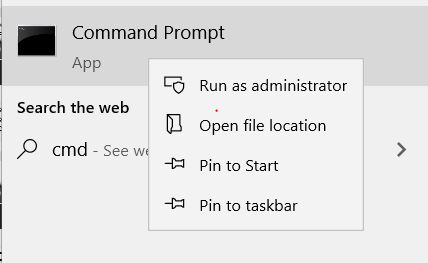 Command Prompt
App
Run as administrator
Search the web
Open file location
cmd - See we
Pin to Start
Pin to taskbar